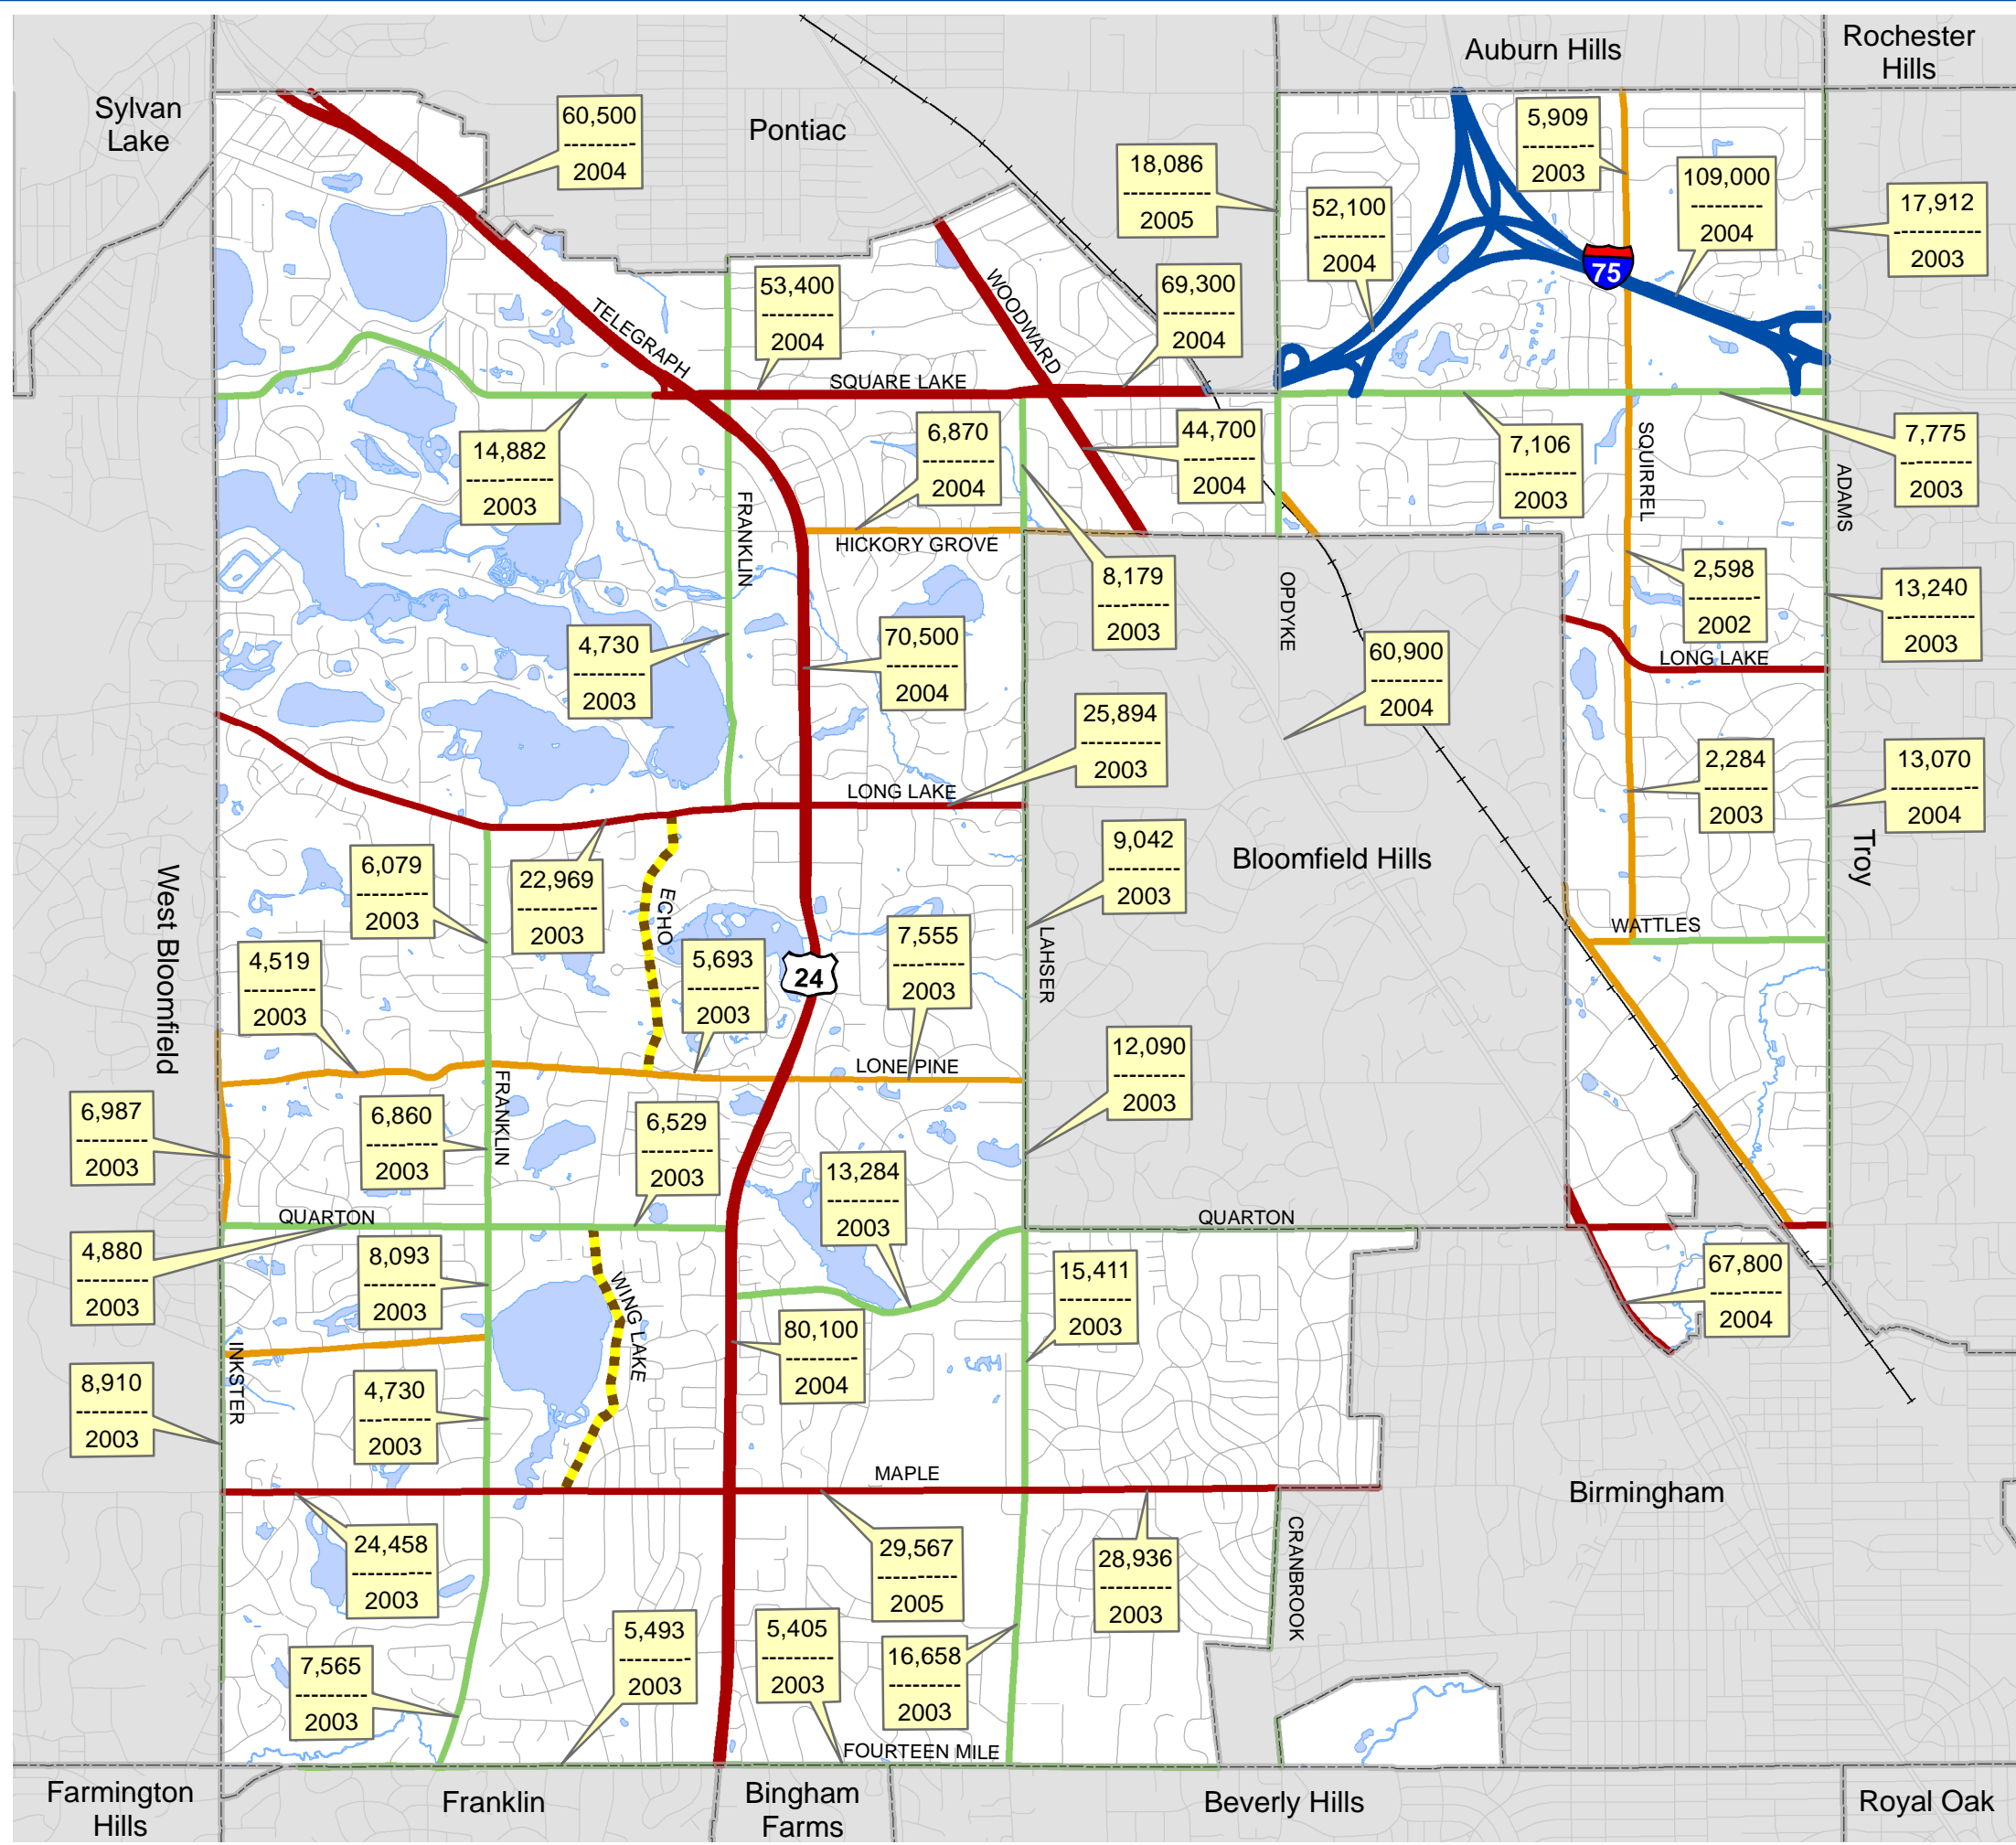 Auburn Hills
Rochester
Hills
Sylvan
Lake
Pontiac
60,500
2004
5,909
2003
18,086
2005
109,000
2004
52,100
2004
17,912
2003
75
53,400
2004
WOODWARD
69,300
2004
TELEGRAPH
SQUARE LAKE
14,882
2003
6,870
2004
44,700
2004
7,106
2003
SQUIRREL
7,775
2003
ADAMS
FRANKLIN
HICKORY GROVE
8,179
2003
OPDYKE
2,598
2002
13,240
2003
4,730
2003
70,500
2004
60,900
2004
LONG LAKE
25,894
2003
2,284
2003
13,070
2004
LONG LAKE
Troy
West Bloomfield
6,079
2003
22,969
2003
ECHO
9,042
2003
Bloomfield Hills
WATTLES
4,519
2003
5,693
2003
7,555
2003
LAHSER
24
12,090
2003
LONE PINE
6,987
2003
6,860
2003
FRANKLIN
6,529
2003
13,284
2003
QUARTON
QUARTON
4,880
2003
8,093
2003
WING LAKE
15,411
2003
67,800
2004
80,100
2004
INKSTER
8,910
2003
4,730
2003
MAPLE
Birmingham
24,458
2003
29,567
2005
28,936
2003
CRANBROOK
7,565
2003
5,493
2003
5,405
2003
16,658
2003
FOURTEEN MILE
Farmington
Hills
Franklin
Bingham
Farms
Beverly Hills
Royal Oak